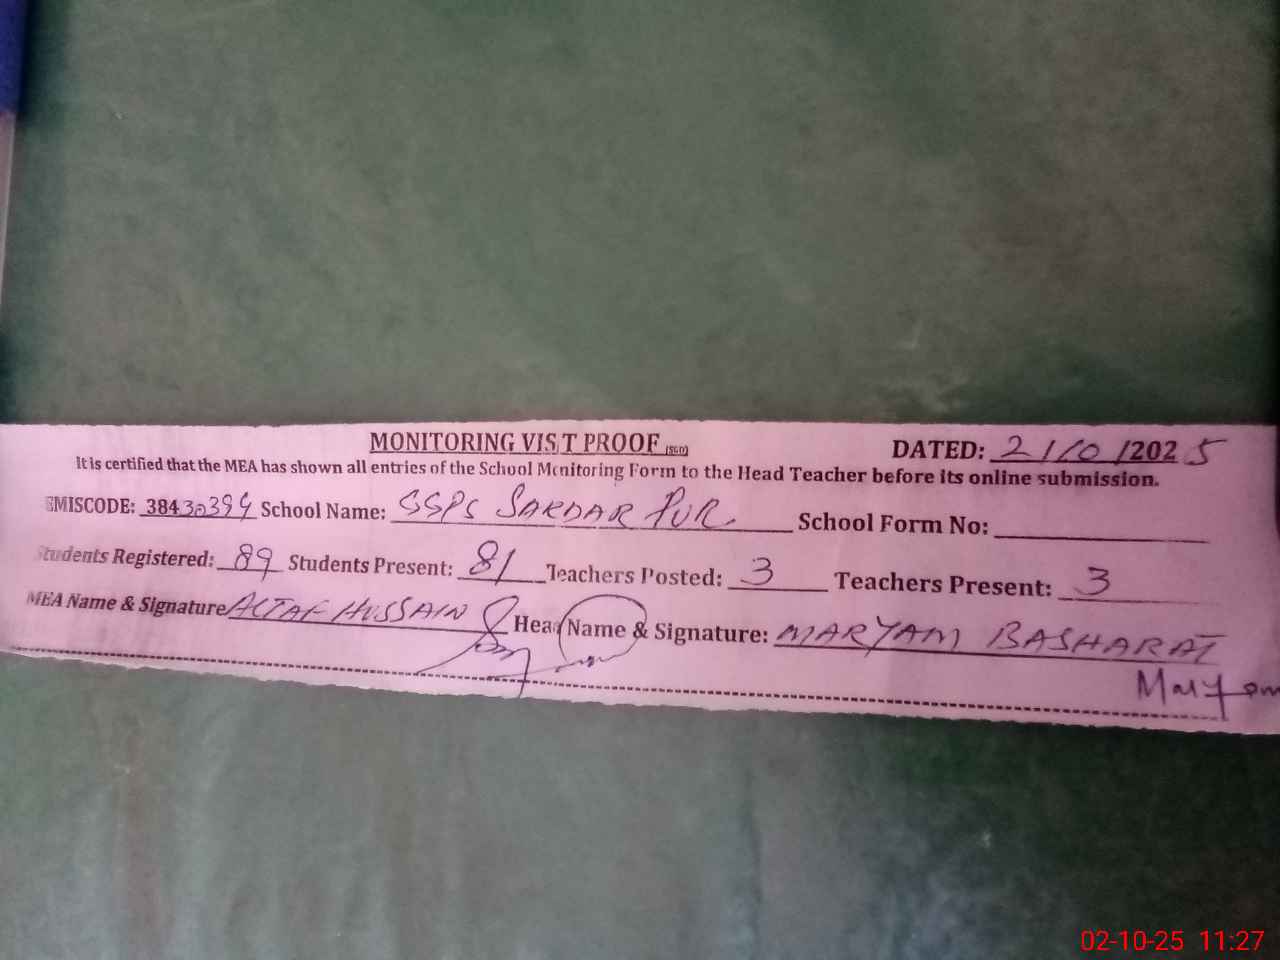 MONITORING VISIT PROOF (SGD) DATED: 2/10/2025
It is certified that the MEA has shown all entries of the School Monitoring Form to the Head Teacher before its online submission.
EMISCODE: 38430394 School Name: SSPS SARDAR PUR. School Form No:
Students Registered: 89 Students Present: 81 Teachers Posted: 3 Teachers Present: 3
MEA Name & Signature ALTAF HUSSAIN Head Name & Signature: MARYAM BASHARAT
Maryam
02-10-25 11:27